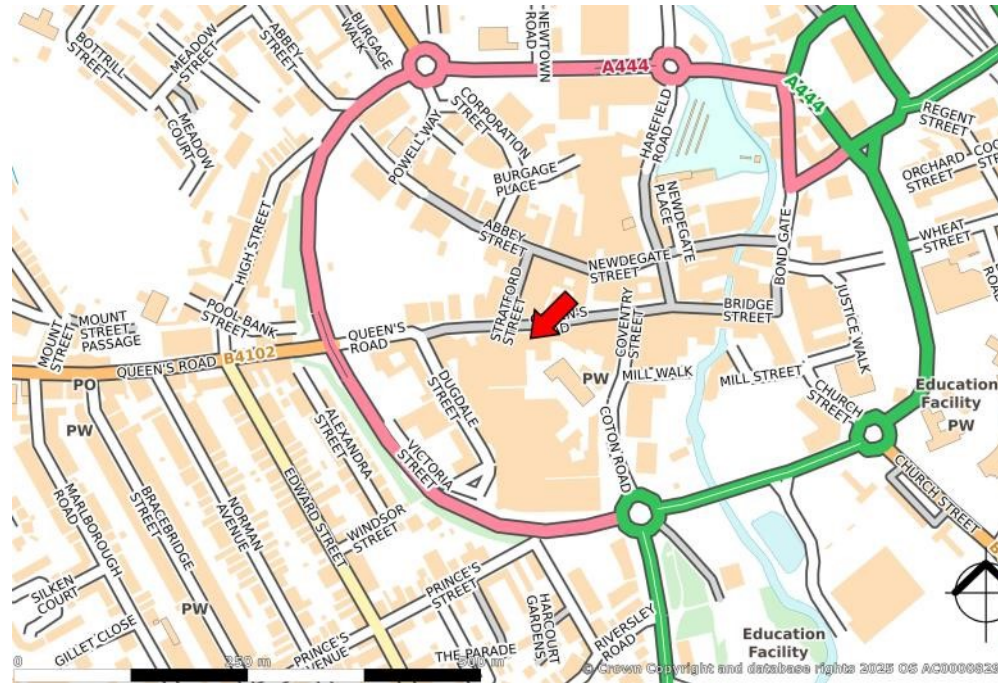 BOTTRILL
STREET
MEADOW
STREET
ABBEY
STREET
BURGAGE
WALK
NEWTOWN
ROAD
A444
A444
MEADOW
COURT
POWELL WAY
CORPORATION
STREET
BURGAGE
PLACE
HAREFIELD
ROAD
REGENT
STREET
ORCHARD
STREET
WHEAT
STREET
HIGH STREET
ABBEY
STREET
NEWDEGATE
PLACE
NEWDEGATE
STREET
BOND GATE
STRATFORD
STREET
COVENTRY
STREET
BRIDGE
STREET
JUSTICE WALK
MOUNT
STREET
MOUNT
STREET
PASSAGE
POOL BANK
STREET
QUEEN'S
ROAD
QUEEN'S ROAD
B4102
PO
PW
DUGDALE
STREET
PW
MILL WALK
MILL STREET
CHURCH
STREET
Education
Facility
PW
COTON ROAD
CHURCH STREET
ALEXANDRA
STREET
VICTORIA
STREET
EDWARD STREET
WINDSOR
STREET
MARLBOROUGH
ROAD
BRACEBRIDGE
STREET
NORMAN
AVENUE
SILKEN
COURT
PW
GILLET CLOSE
PRINCE'S
STREET
PRINCE'S
AVENUE
THE PARADE
HARCOURT
GARDENS
RIVERSLEY
ROAD
Education
Facility
0
250 m
500 m
© Crown Copyright and database rights 2025 OS AC0000829